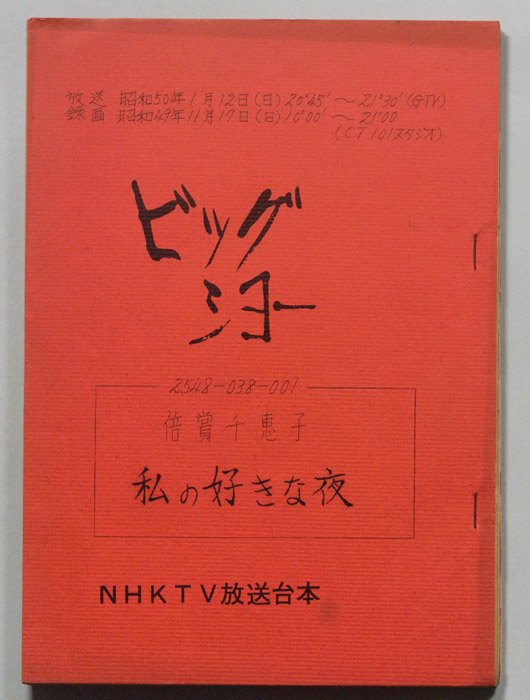 放送 昭和50年1月12日(日)20°45′～21°30′(GTV)
録画 昭和49年11月17日(日)10°00′～21°00
(CT101スタジオ)
ビッグ
ショー
2548-038-001
倍賞千恵子
私の好きな夜
NHKTV放送台本